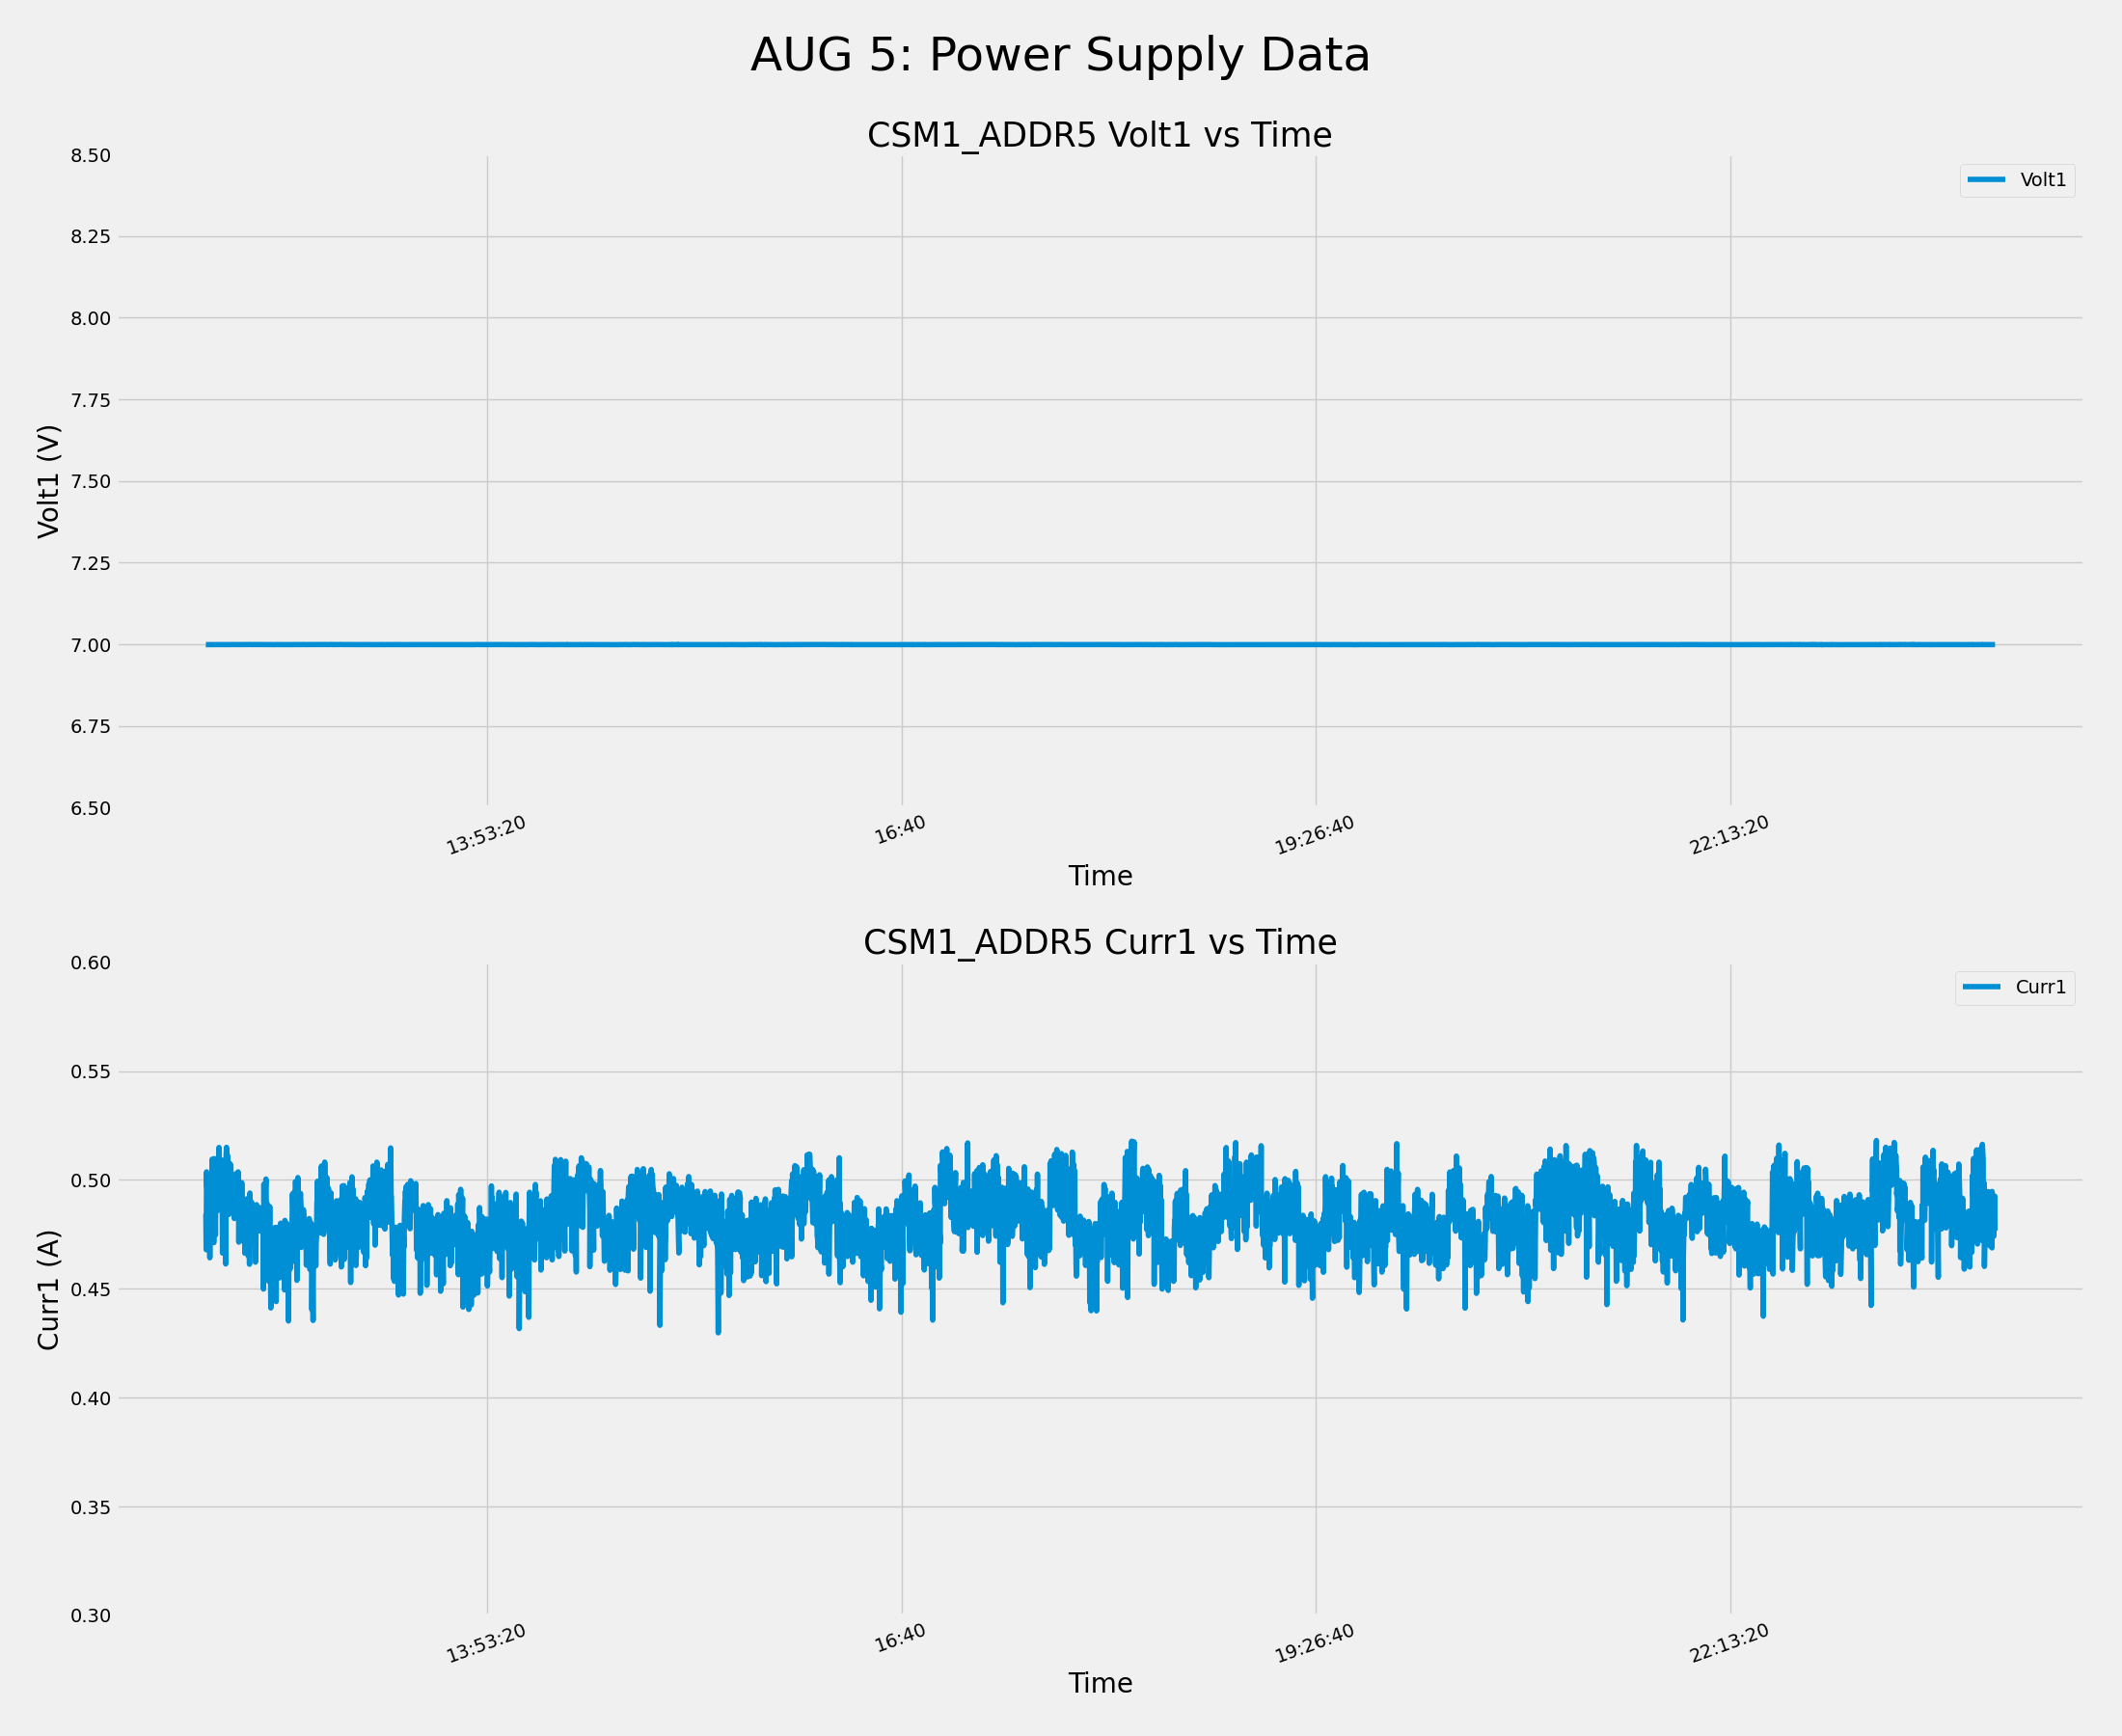 AUG 5: Power Supply Data
CSM1_ADDR5 Volt1 vs Time
8.50
8.25
8.00
7.75
7.50
7.25
7.00
6.75
6.50
Volt1 (V)
Volt1
13:53:20
16:40
19:26:40
22:13:20
Time
CSM1_ADDR5 Curr1 vs Time
0.60
0.55
0.50
0.45
0.40
0.35
0.30
Curr1 (A)
Curr1
13:53:20
16:40
19:26:40
22:13:20
Time